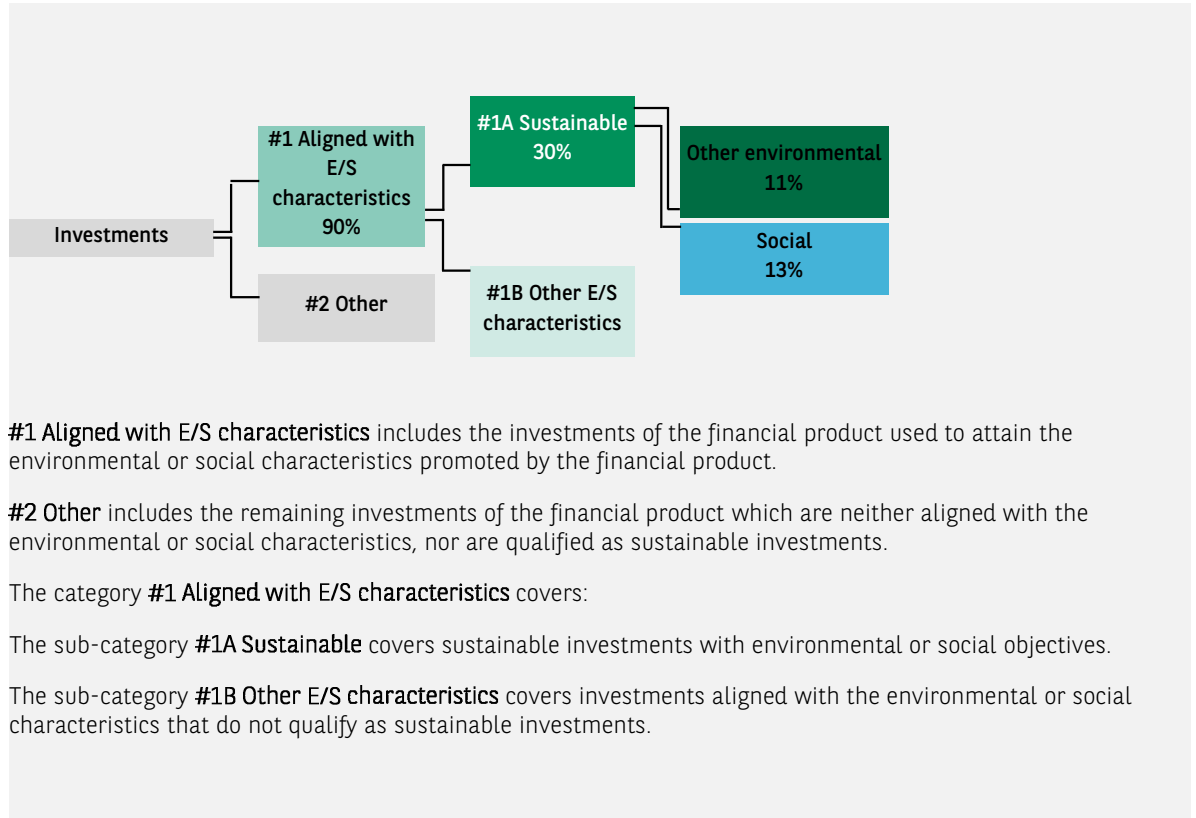 #1A Sustainable
30%
#1 Aligned with
E/S
characteristics
90%
Other environmental
11%
Investments
Social
13%
#2 Other
#1B Other E/S
characteristics
#1 Aligned with E/S characteristics includes the investments of the financial product used to attain the
environmental or social characteristics promoted by the financial product.
#2 Other includes the remaining investments of the financial product which are neither aligned with the
environmental or social characteristics, nor are qualified as sustainable investments.
The category #1 Aligned with E/S characteristics covers:
The sub-category #1A Sustainable covers sustainable investments with environmental or social objectives.
The sub-category #1B Other E/S characteristics covers investments aligned with the environmental or social
characteristics that do not qualify as sustainable investments.